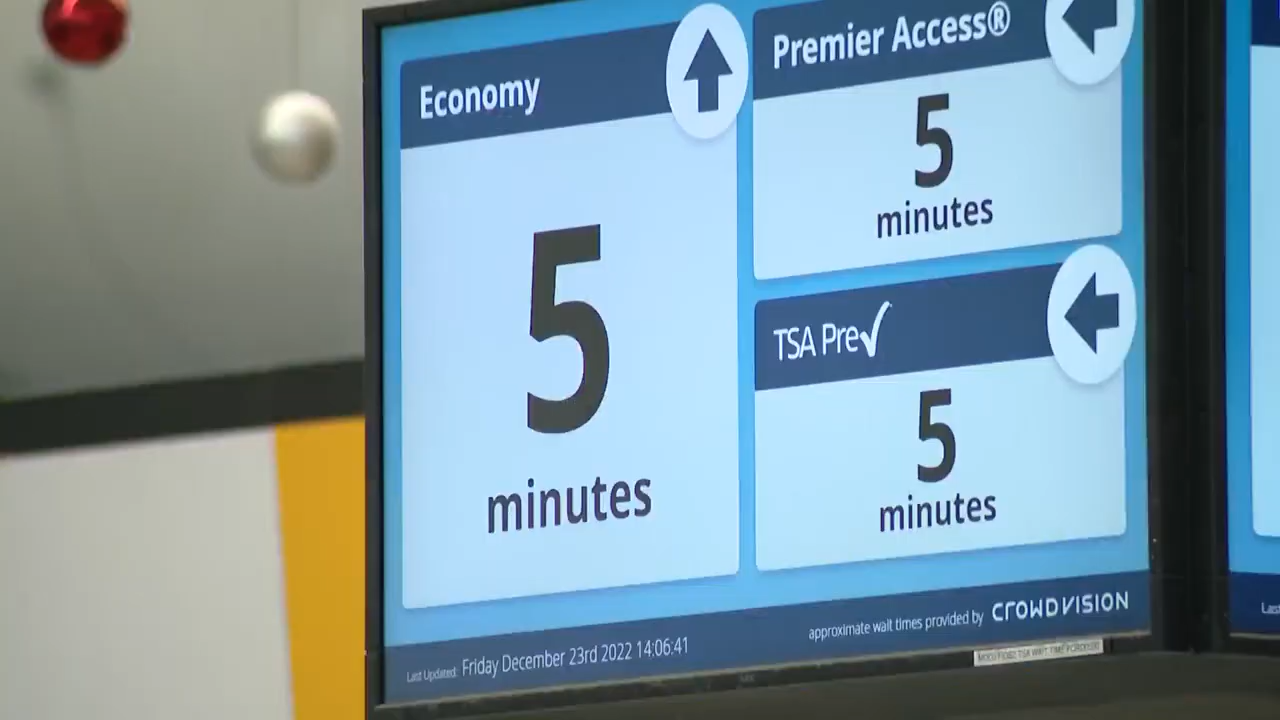 Economy
5
minutes
Premier Access®
5
minutes
TSA Pre✓
5
minutes
Last Updated: Friday December 23rd 2022 14:06:41
approximate wait times provided by CROWDVISION
Last